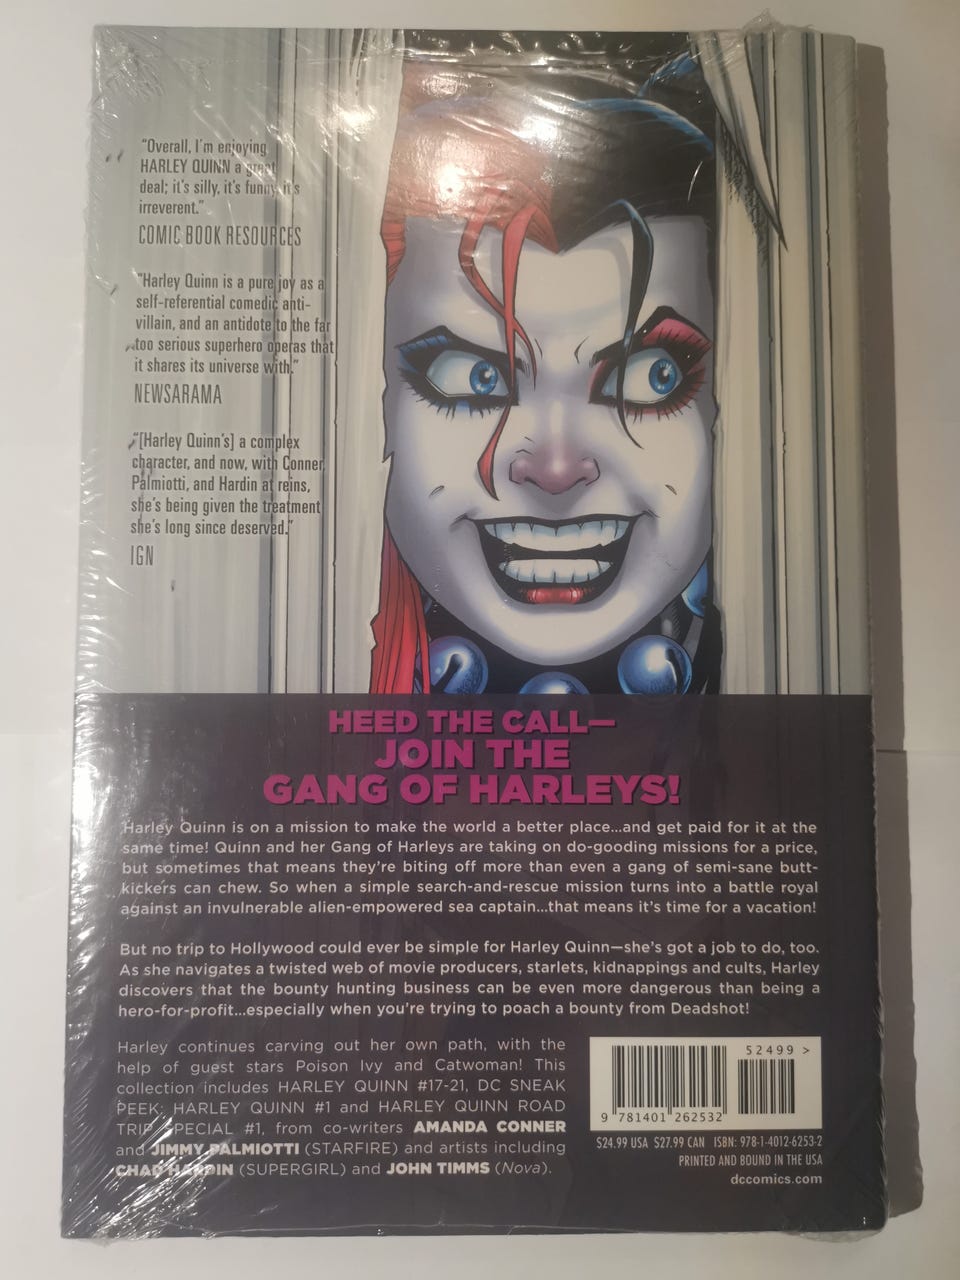 "Overall, I'm enjoying
HARLEY QUINN a great
deal; it's silly, it's funny, it's
irreverent."
COMIC BOOK RESOURCES
"Harley Quinn is a pure joy as a
self-referential comedic anti-
villain, and an antidote to the far
too serious superhero operas that
it shares its universe with."
NEWSARAMA
"[Harley Quinn's] a complex
character, and now, with Conner,
Palmiotti, and Hardin at reins,
she's being given the treatment
she's long since deserved."
IGN
HEED THE CALL—
JOIN THE
GANG OF HARLEYS!
Harley Quinn is on a mission to make the world a better place...and get paid for it at the
same time! Quinn and her Gang of Harleys are taking on do-gooding missions for a price,
but sometimes that means they're biting off more than even a gang of semi-sane butt-
kickers can chew. So when a simple search-and-rescue mission turns into a battle royal
against an invulnerable alien-empowered sea captain...that means it's time for a vacation!
But no trip to Hollywood could ever be simple for Harley Quinn—she's got a job to do, too.
As she navigates a twisted web of movie producers, starlets, kidnappings and cults, Harley
discovers that the bounty hunting business can be even more dangerous than being a
hero-for-profit...especially when you're trying to poach a bounty from Deadshot!
Harley continues carving out her own path, with the
help of guest stars Poison Ivy and Catwoman! This
collection includes HARLEY QUINN #17-21, DC SNEAK
PEEK: HARLEY QUINN #1 and HARLEY QUINN ROAD
TRIP SPECIAL #1, from co-writers AMANDA CONNER
and JIMMY PALMIOTTI (STARFIRE) and artists including
CHAD HARDIN (SUPERGIRL) and JOHN TIMMS (Nova).
52499 >
9 781401 262532
$24.99 USA $27.99 CAN ISBN: 978-1-4012-6253-2
PRINTED AND BOUND IN THE USA
dccomics.com